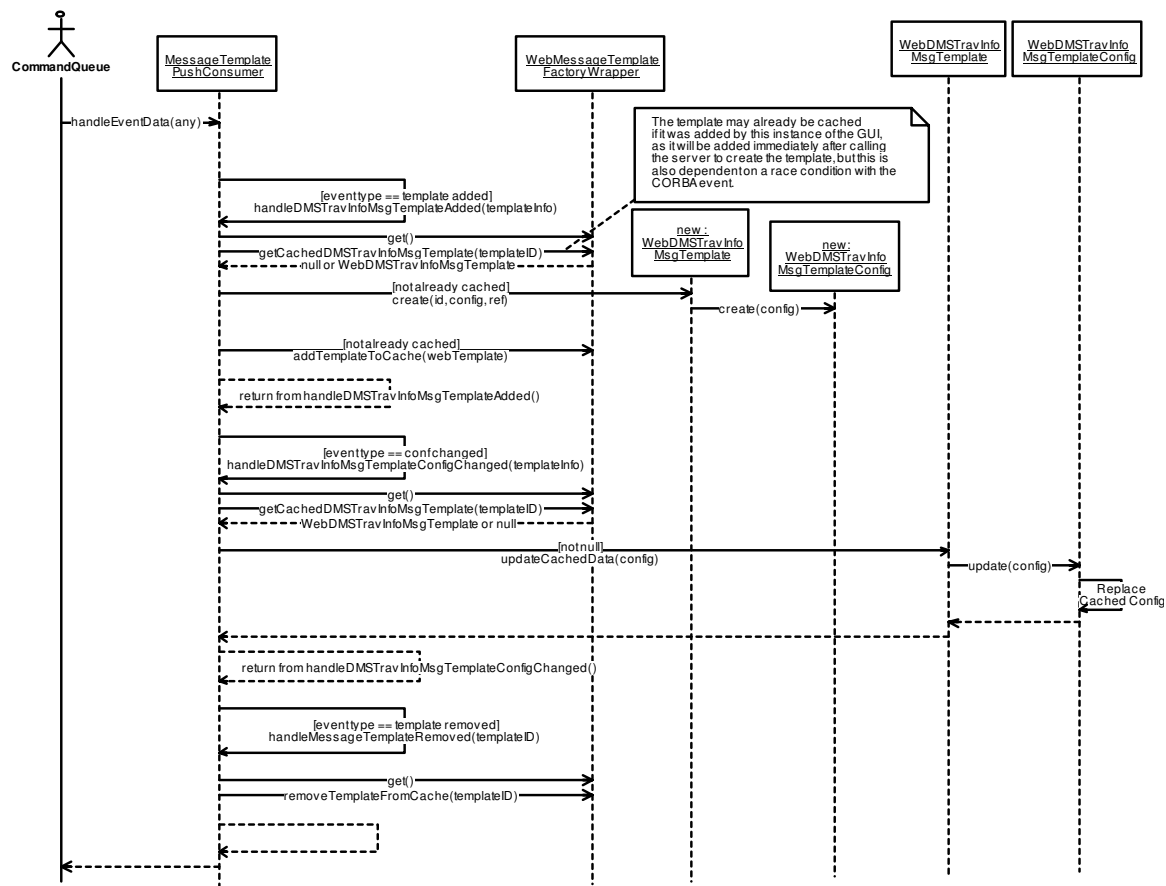 CommandQueue
MessageTemplate
PushConsumer
WebMessageTemplate
FactoryWrapper
WebDMSTravInfo
MsgTemplate
WebDMSTravInfo
MsgTemplateConfig
handleEventData(any)
The template may already be cached
if it was added by this instance of the GUI,
as it will be added immediately after calling
the server to create the template, but this is
also dependent on a race condition with the
CORBA event.
[event type == template added]
handleDMSTravInfoMsgTemplateAdded(templateInfo)
get()
getCachedDMSTravInfoMsgTemplate(templateID)
null or WebDMSTravInfoMsgTemplate
new :
WebDMSTravInfo
MsgTemplate
new:
WebDMSTravInfo
MsgTemplateConfig
[not already cached]
create(id, config, ref)
create(config)
[not already cached]
addTemplateToCache(webTemplate)
return from handleDMSTravInfoMsgTemplateAdded()
[event type == conf changed]
handleDMSTravInfoMsgTemplateConfigChanged(templateInfo)
get()
getCachedDMSTravInfoMsgTemplate(templateID)
WebDMSTravInfoMsgTemplate or null
[not null]
updateCachedData(config)
update(config)
Replace
Cached Config
return from handleDMSTravInfoMsgTemplateConfigChanged()
[event type == template removed]
handleMessageTemplateRemoved(templateID)
get()
removeTemplateFromCache(templateID)